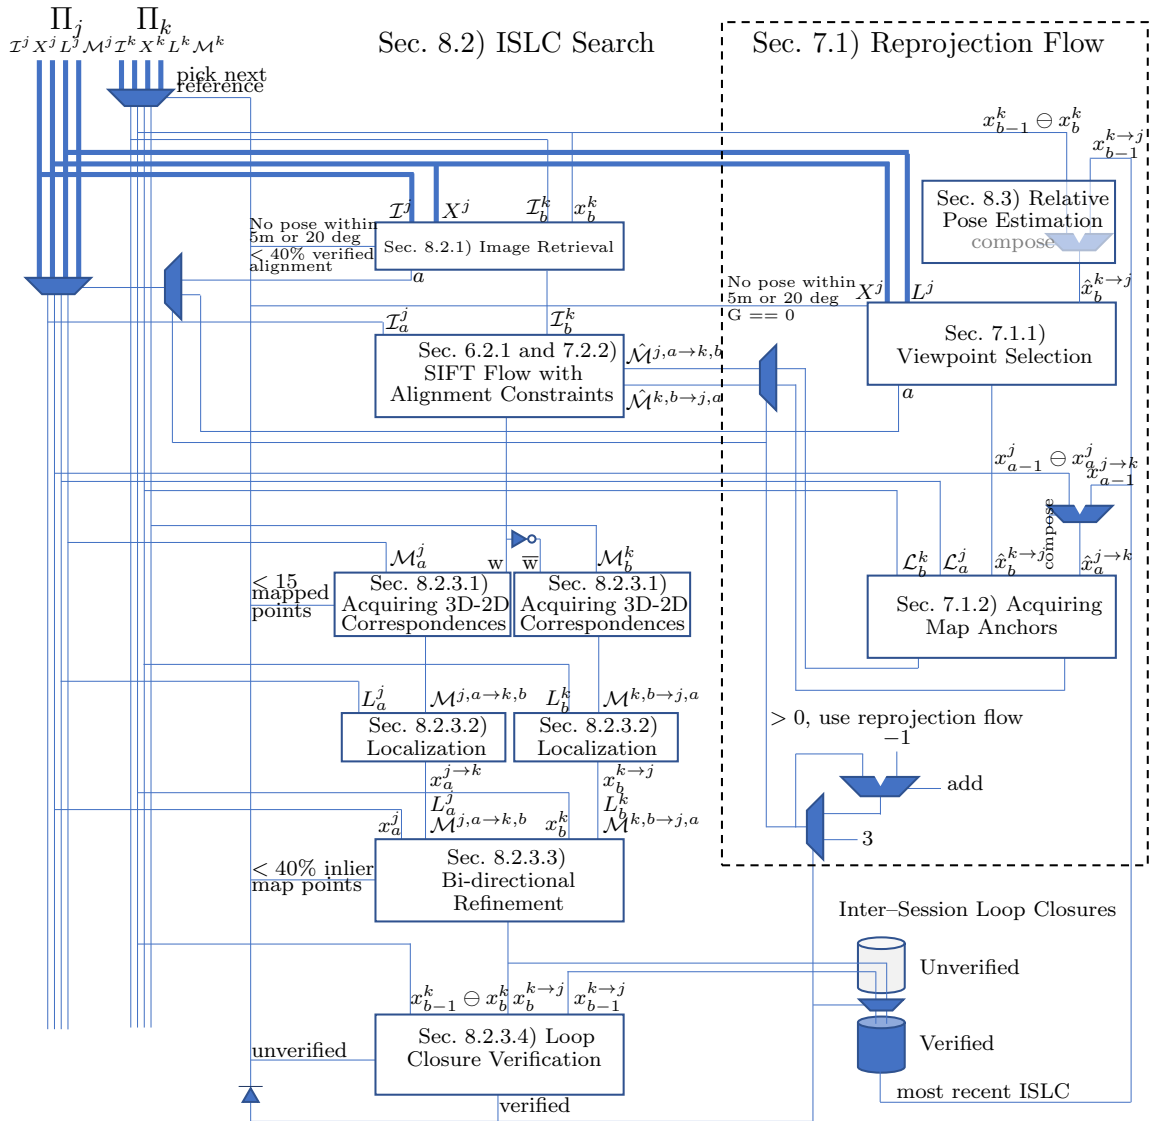 Π_j Π_k
ℐ^j X^j L^j ℳ^j ℐ^k X^k L^k ℳ^k
Sec. 8.2) ISLC Search
Sec. 7.1) Reprojection Flow
pick next
reference
x^k_{b−1} ⊖ x^k_b
x^{k→j}_{b−1}
Sec. 8.3) Relative
Pose Estimation
compose
ℐ^j X^j ℐ^k_b x^k_b
No pose within
5m or 20 deg
< 40% verified
alignment
Sec. 8.2.1) Image Retrieval
a
x̂^{k→j}_b
No pose within
5m or 20 deg
G == 0
X^j L^j
Sec. 7.1.1)
Viewpoint Selection
a
ℐ^j_a ℐ^k_b
Sec. 6.2.1 and 7.2.2)
SIFT Flow with
Alignment Constraints
ℳ̂^{j,a→k,b}
ℳ̂^{k,b→j,a}
x^j_{a−1} ⊖ x^j_a
x^{j→k}_{a−1}
compose
ℒ^k_b ℒ^j_a x̂^{k→j}_b x̂^{j→k}_a
Sec. 7.1.2) Acquiring
Map Anchors
ℳ^j_a w w̅ ℳ^k_b
< 15
mapped
points
Sec. 8.2.3.1)
Acquiring 3D-2D
Correspondences
Sec. 8.2.3.1)
Acquiring 3D-2D
Correspondences
L^j_a ℳ^{j,a→k,b} L^k_b ℳ^{k,b→j,a}
Sec. 8.2.3.2)
Localization
Sec. 8.2.3.2)
Localization
> 0, use reprojection flow
−1
add
3
x^{j→k}_a x^{k→j}_b
L^j_a L^k_b
x^j_a ℳ^{j,a→k,b} x^k_b ℳ^{k,b→j,a}
< 40% inlier
map points
Sec. 8.2.3.3)
Bi-directional
Refinement
Inter–Session Loop Closures
Unverified
Verified
most recent ISLC
x^k_{b−1} ⊖ x^k_b x^{k→j}_b x^{k→j}_{b−1}
unverified
Sec. 8.2.3.4) Loop
Closure Verification
verified